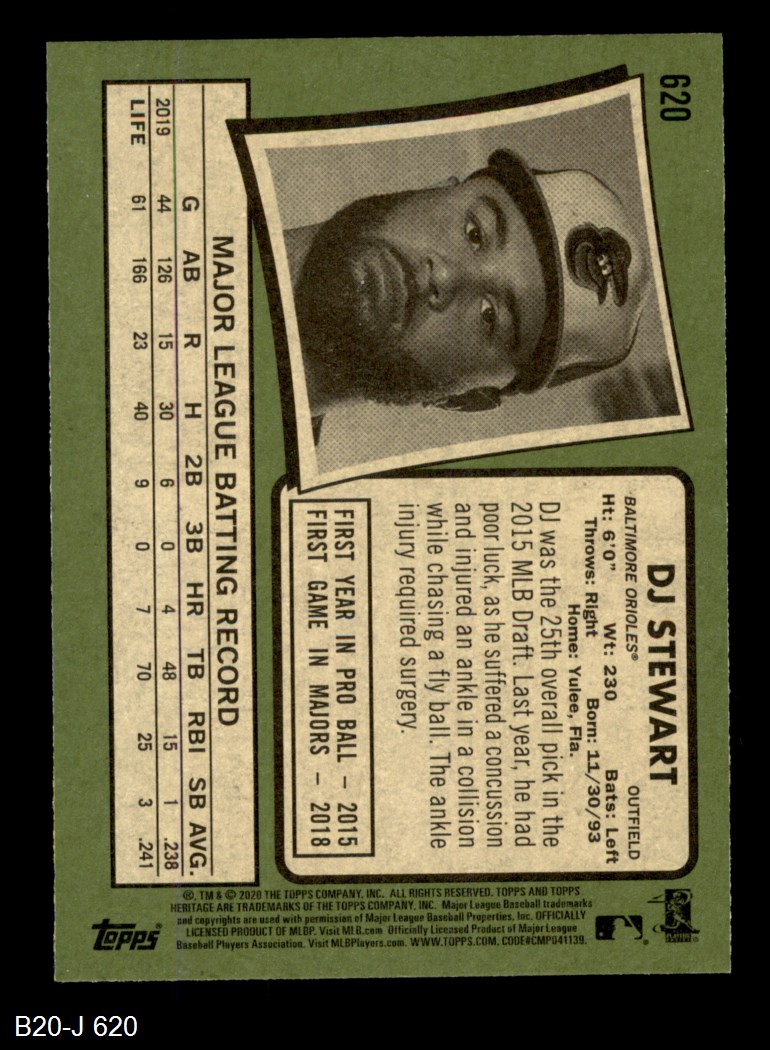 620
DJ STEWART
OUTFIELD
BALTIMORE ORIOLES®
Ht: 6'0" Wt: 230 Bats: Left
Throws: Right Born: 11/30/93
Home: Yulee, Fla.
DJ was the 25th overall pick in the
2015 MLB Draft. Last year, he had
poor luck, as he suffered a concussion
and injured an ankle in a collision
while chasing a fly ball. The ankle
injury required surgery.
FIRST YEAR IN PRO BALL – 2015
FIRST GAME IN MAJORS – 2018
MAJOR LEAGUE BATTING RECORD
G AB R H 2B 3B HR TB RBI SB AVG.
2019 44 126 15 30 6 0 4 48 15 1 .238
LIFE 61 166 23 40 9 0 7 70 25 3 .241
®, TM & © 2020 THE TOPPS COMPANY, INC. ALL RIGHTS RESERVED. TOPPS AND TOPPS
HERITAGE ARE TRADEMARKS OF THE TOPPS COMPANY, INC. Major League Baseball trademarks
and copyrights are used with permission of Major League Baseball Properties, Inc. OFFICIALLY
LICENSED PRODUCT OF MLBP. Visit MLB.com Officially Licensed Product of Major League
Baseball Players Association. Visit MLBPlayers.com. WWW.TOPPS.COM. CODE#CMP041139.
TOPPS
B20-J 620